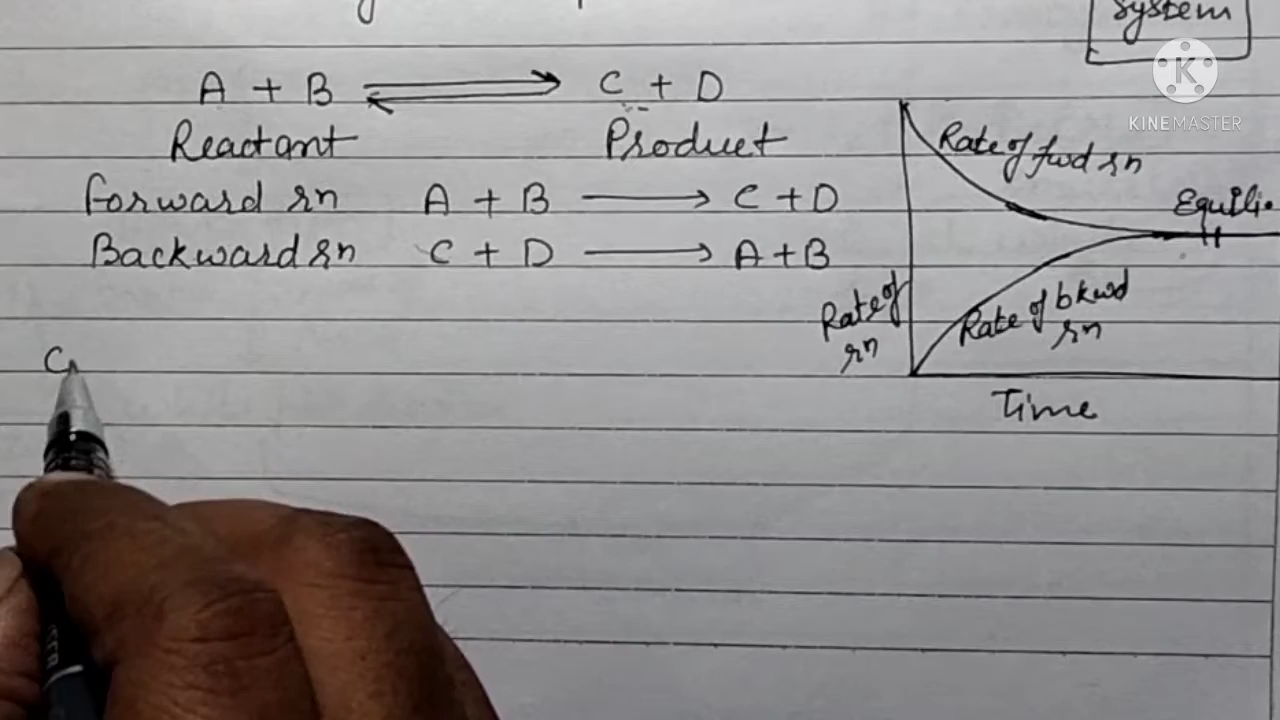 system
K
KINEMASTER
A + B ⇌ C + D
Reactant Product
Forward rn A + B → C + D
Backward rn C + D → A + B
Rate of fwd rn
Equilib
Rate of bkwd rn
Rate of rn
Time
C